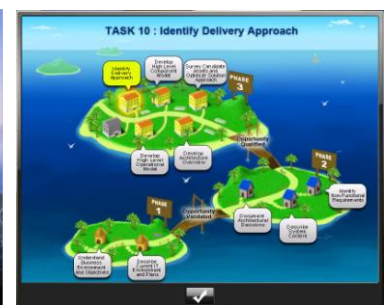 TASK 10 : Identify Delivery Approach
Identify
Delivery
Approach
Develop
High Level
Component
Model
Survey Candidate
Assets and
Optimize Solution
Approach
PHASE
3
Develop
High Level
Operational
Model
Develop
Architecture
Overview
Opportunity
Qualified
PHASE
2
Identify
Non-Functional
Requirements
Document
Architectural
Decisions
Describe
System
Context
PHASE
1
Opportunity
Validated
Understand
Business
Environment
and Objectives
Describe
Current IT
Environment
and Plans